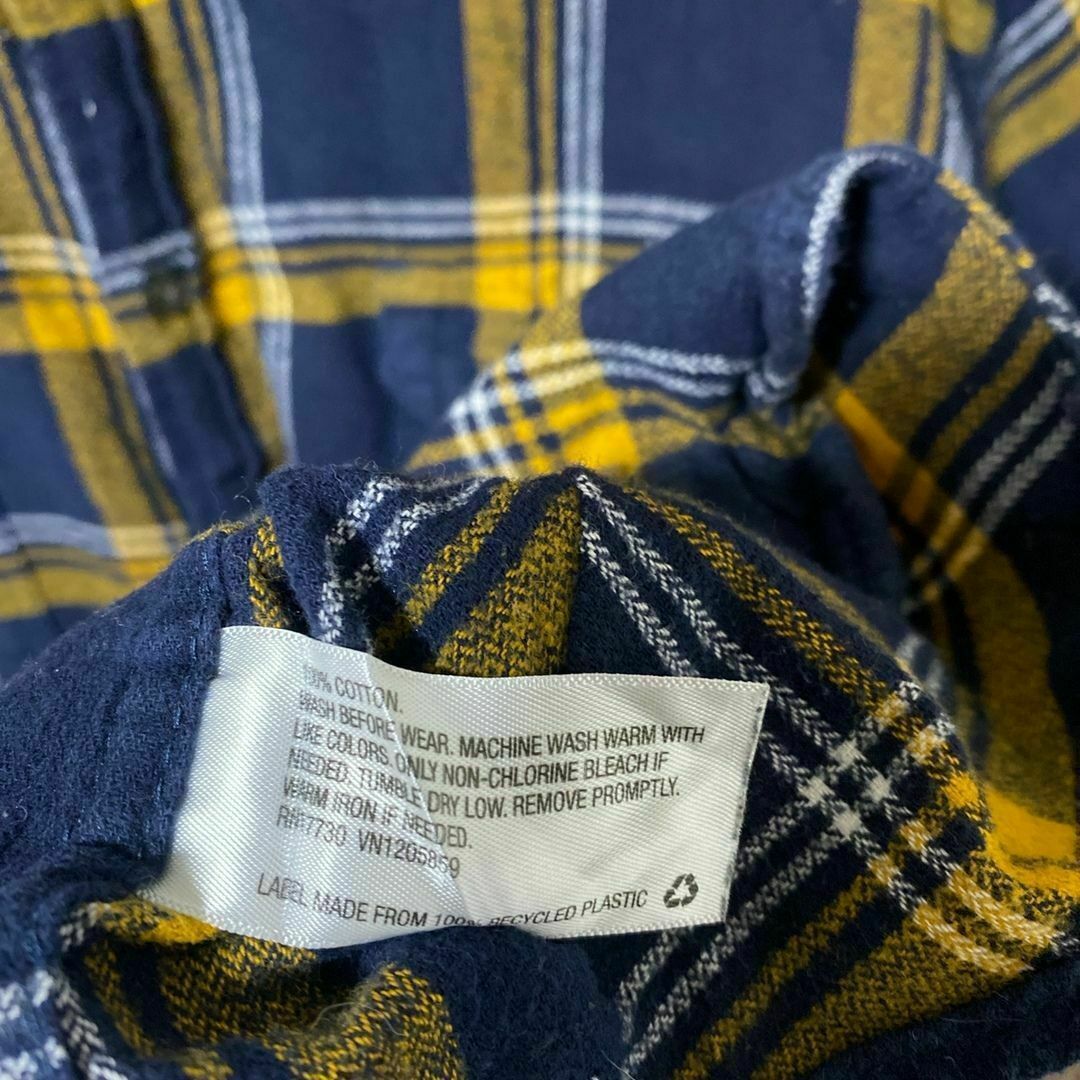 100% COTTON.
WASH BEFORE WEAR. MACHINE WASH WARM WITH
LIKE COLORS. ONLY NON-CHLORINE BLEACH IF
NEEDED. TUMBLE DRY LOW. REMOVE PROMPTLY.
WARM IRON IF NEEDED.
VN1205859
LABEL MADE FROM 100% RECYCLED PLASTIC